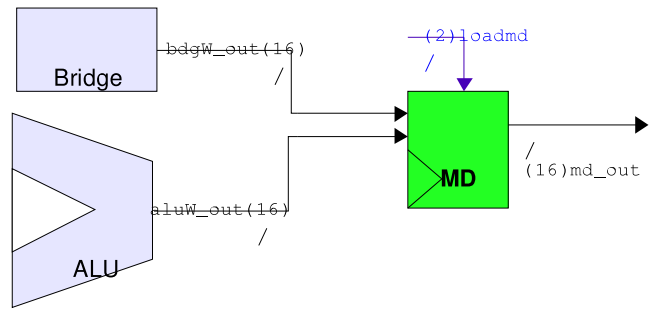 bdgW_out(16)
/
Bridge
(2)loadmd
/
MD
/
(16)md_out
aluW_out(16)
/
ALU